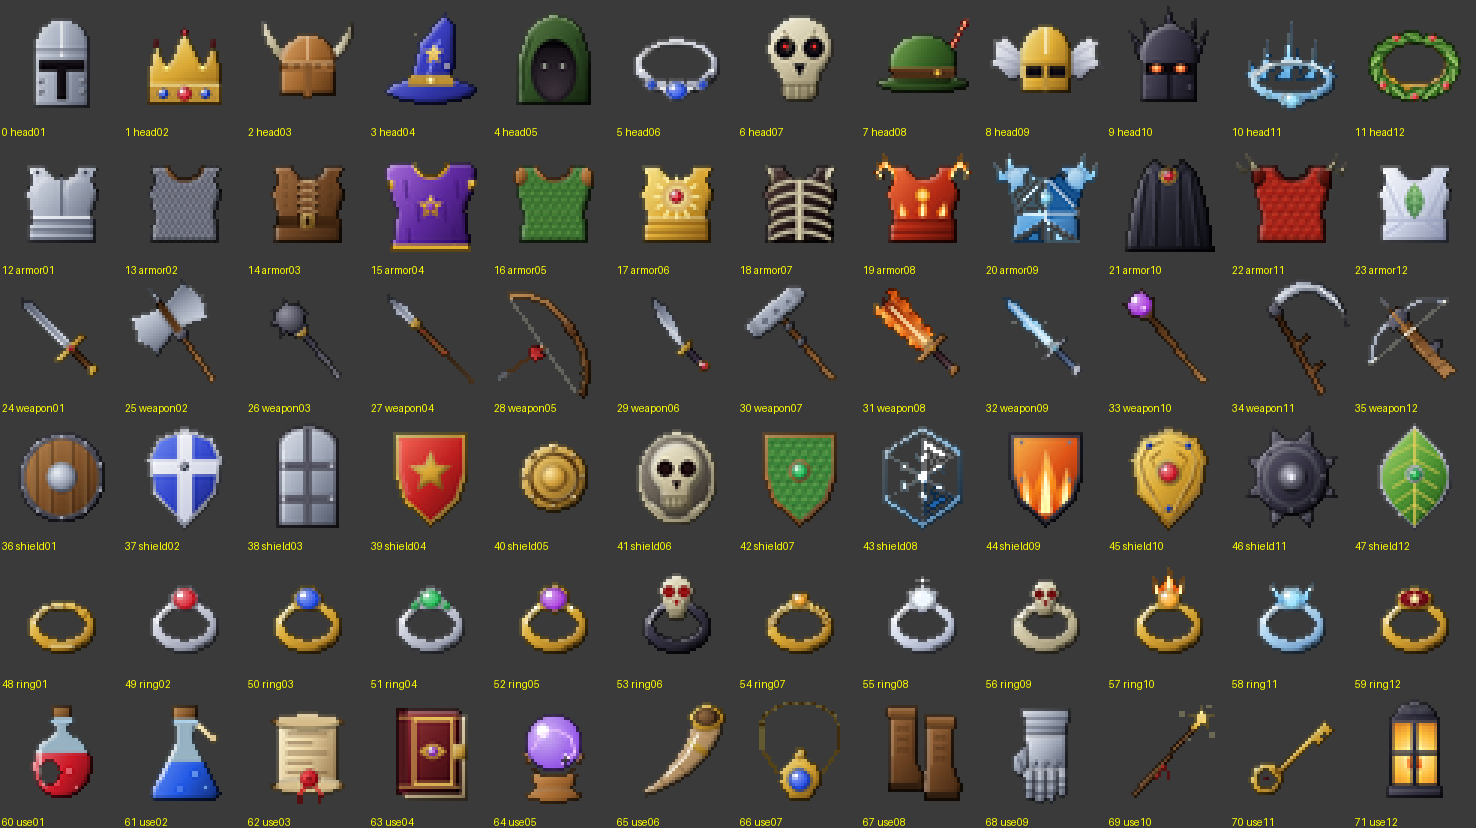 0 head01 1 head02 2 head03 3 head04 4 head05 5 head06 6 head07 7 head08 8 head09 9 head10 10 head11 11 head12
12 armor01 13 armor02 14 armor03 15 armor04 16 armor05 17 armor06 18 armor07 19 armor08 20 armor09 21 armor10 22 armor11 23 armor12
24 weapon01 25 weapon02 26 weapon03 27 weapon04 28 weapon05 29 weapon06 30 weapon07 31 weapon08 32 weapon09 33 weapon10 34 weapon11 35 weapon12
36 shield01 37 shield02 38 shield03 39 shield04 40 shield05 41 shield06 42 shield07 43 shield08 44 shield09 45 shield10 46 shield11 47 shield12
48 ring01 49 ring02 50 ring03 51 ring04 52 ring05 53 ring06 54 ring07 55 ring08 56 ring09 57 ring10 58 ring11 59 ring12
60 use01 61 use02 62 use03 63 use04 64 use05 65 use06 66 use07 67 use08 68 use09 69 use10 70 use11 71 use12